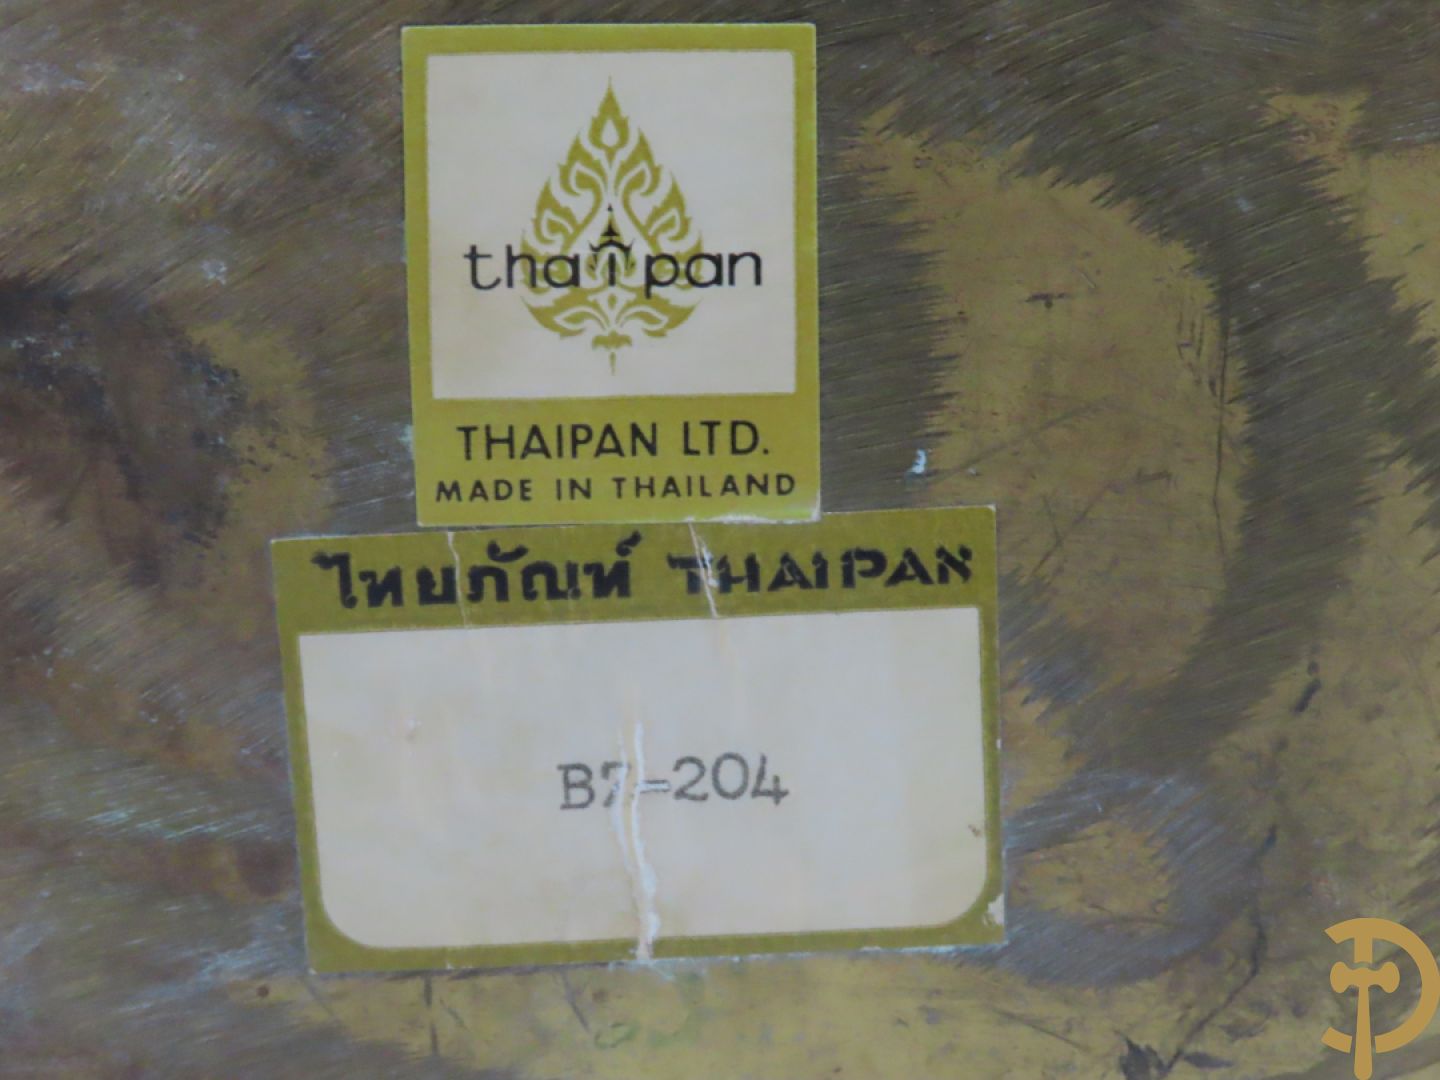 thaipan
THAIPAN LTD.
MADE IN THAILAND
ไทยภัณฑ์ THAIPAN
B7-204